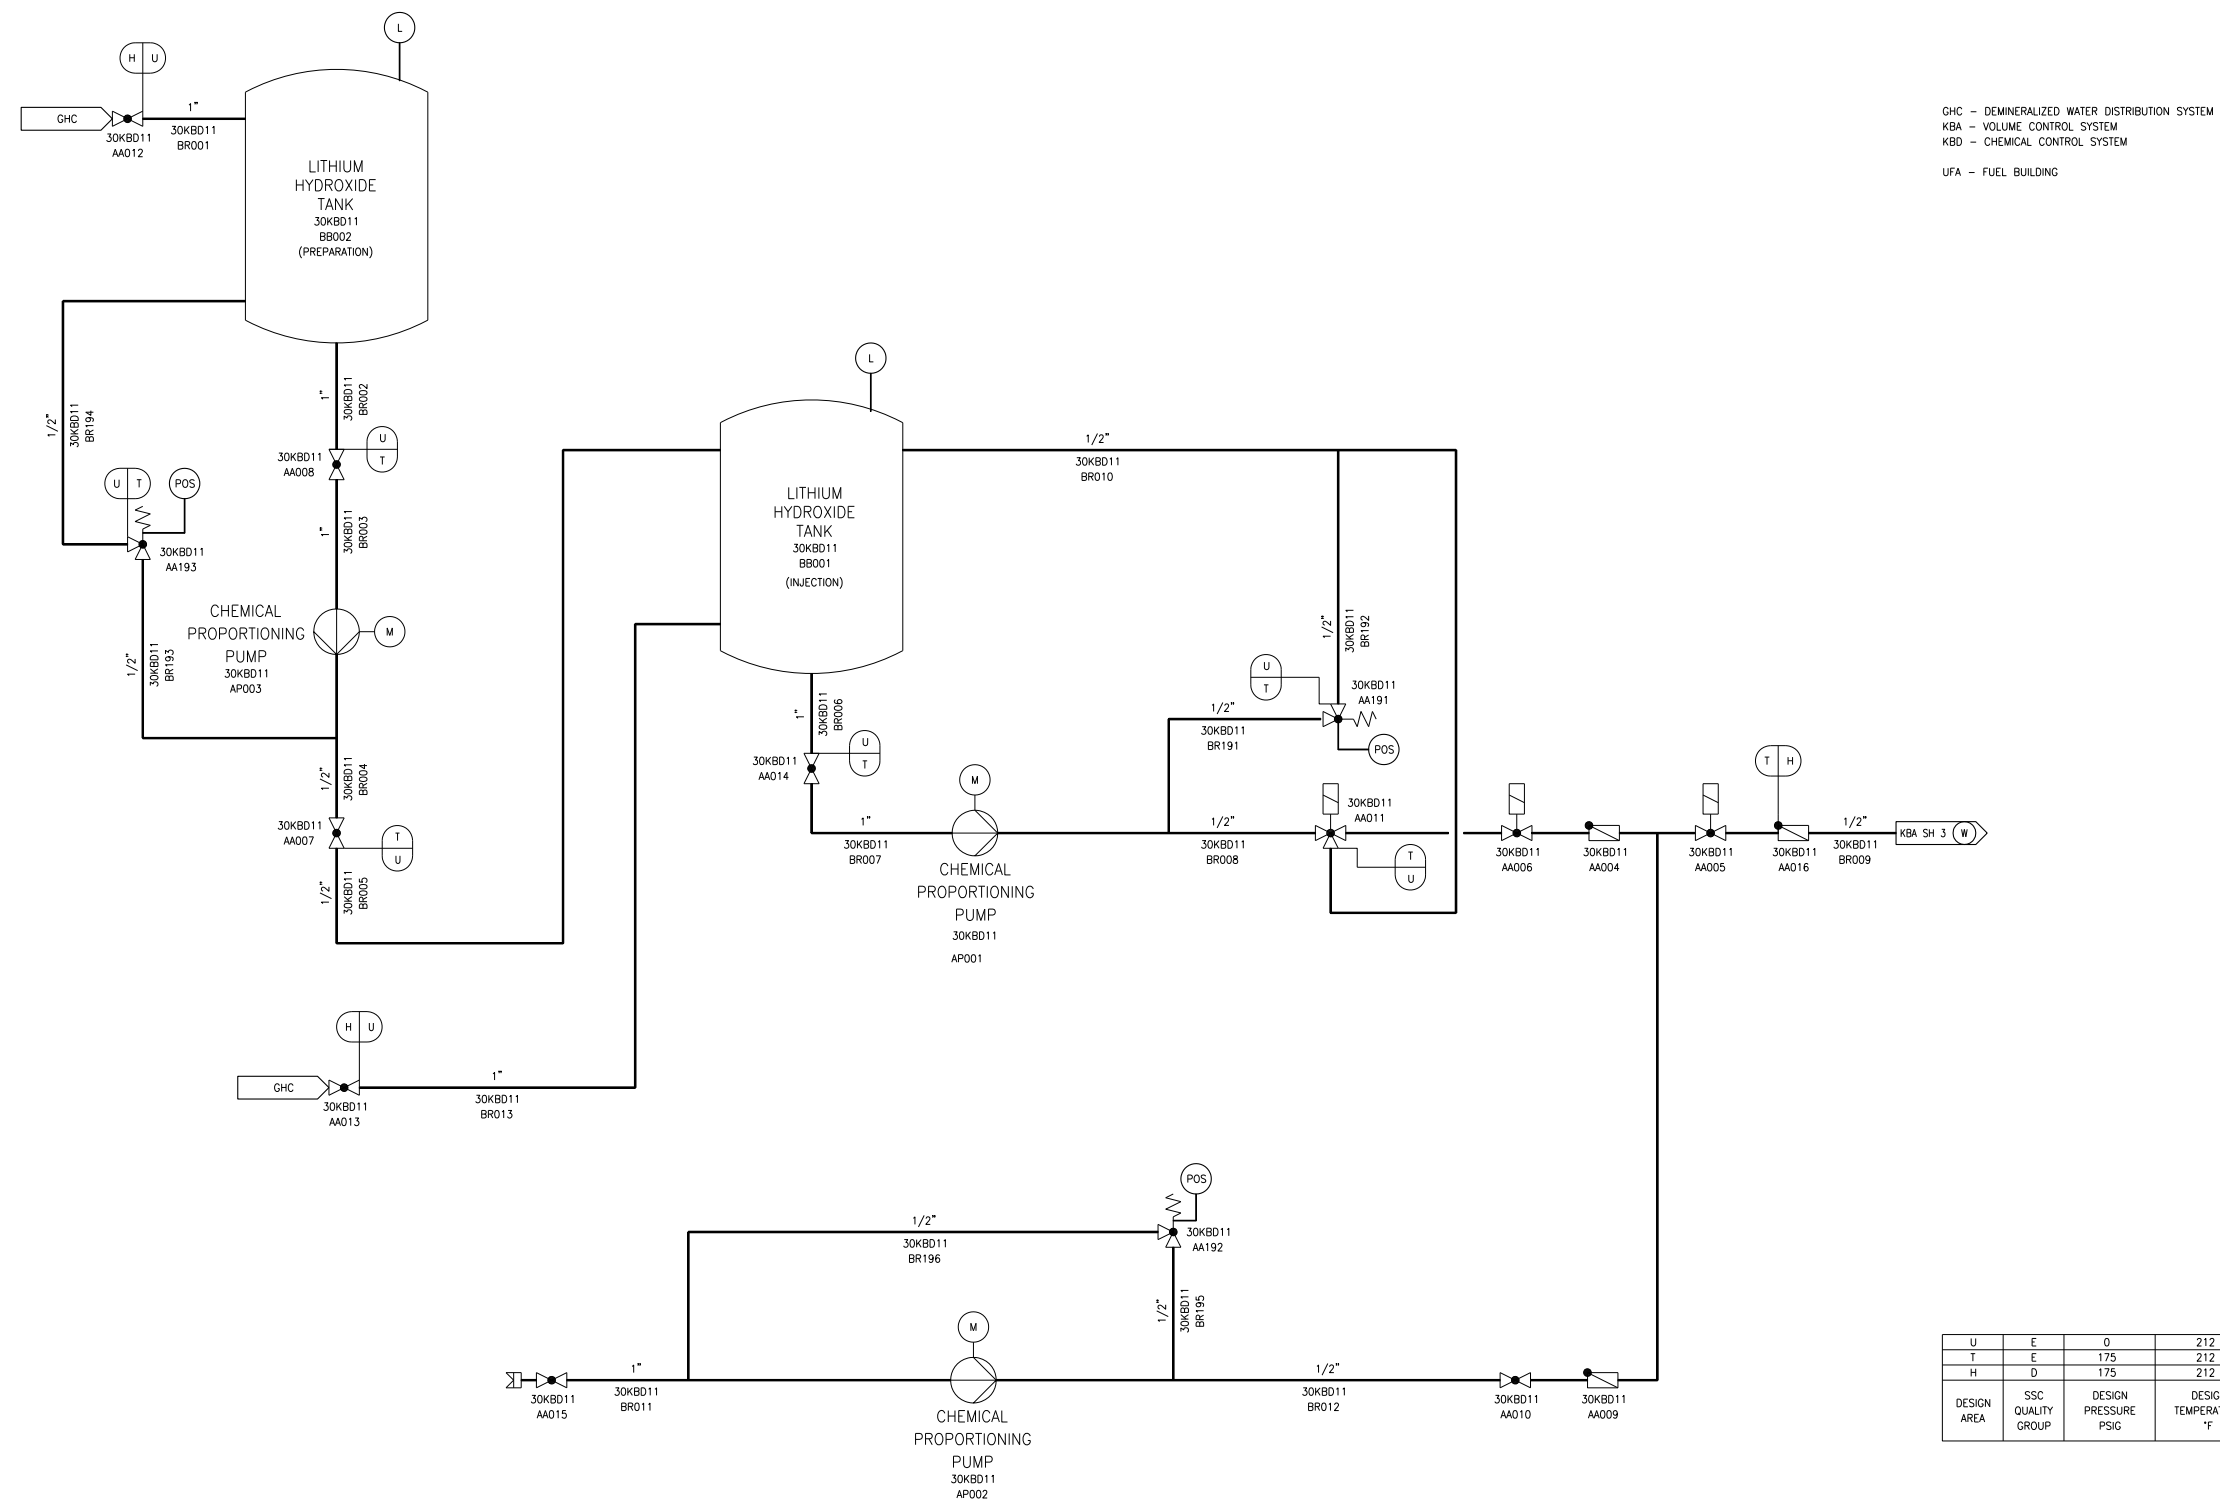 L
H U
GHC
30KBD11
AA012
1"
30KBD11
BR001
LITHIUM
HYDROXIDE
TANK
30KBD11
BB002
(PREPARATION)
GHC – DEMINERALIZED WATER DISTRIBUTION SYSTEM
KBA – VOLUME CONTROL SYSTEM
KBD – CHEMICAL CONTROL SYSTEM
UFA – FUEL BUILDING
1/2"
30KBD11
BR194
1"
30KBD11
BR002
30KBD11
AA008
U
T
U T
POS
30KBD11
AA193
1"
30KBD11
BR003
CHEMICAL
PROPORTIONING
PUMP
30KBD11
AP003
M
1/2"
30KBD11
BR193
1/2"
30KBD11
BR004
30KBD11
AA007
T
U
1/2"
30KBD11
BR005
L
LITHIUM
HYDROXIDE
TANK
30KBD11
BB001
(INJECTION)
1/2"
30KBD11
BR010
1/2"
30KBD11
BR192
U
T
30KBD11
AA191
POS
1/2"
30KBD11
BR191
1"
30KBD11
BR006
30KBD11
AA014
U
T
M
1"
30KBD11
BR007
CHEMICAL
PROPORTIONING
PUMP
30KBD11
AP001
1/2"
30KBD11
BR008
30KBD11
AA011
T
U
30KBD11
AA006
30KBD11
AA004
30KBD11
AA005
T H
30KBD11
AA016
1/2"
30KBD11
BR009
KBA SH 3 W
H U
GHC
30KBD11
AA013
1"
30KBD11
BR013
POS
1/2"
30KBD11
BR196
30KBD11
AA192
1/2"
30KBD11
BR195
M
30KBD11
AA015
1"
30KBD11
BR011
CHEMICAL
PROPORTIONING
PUMP
30KBD11
AP002
1/2"
30KBD11
BR012
30KBD11
AA010
30KBD11
AA009
U E 0 212
T E 175 212
H D 175 212
DESIGN
AREA
SSC
QUALITY
GROUP
DESIGN
PRESSURE
PSIG
DESIG
TEMPERAT
°F